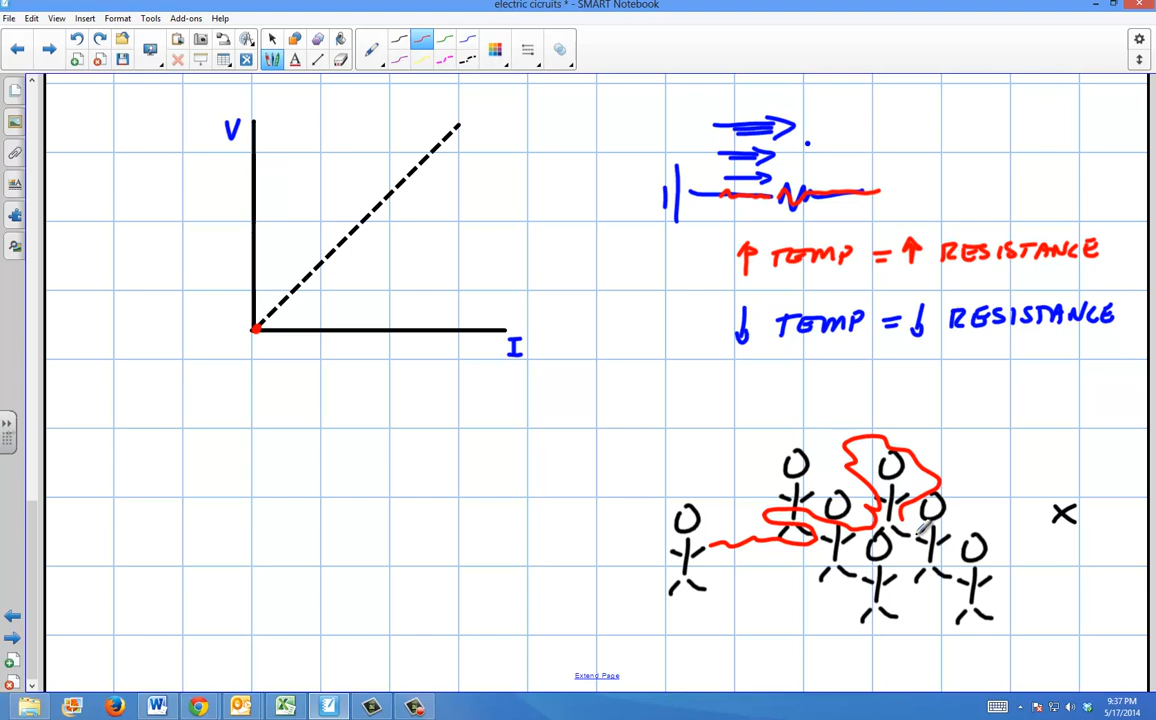 electric cicruits * - SMART Notebook
File Edit View Insert Format Tools Add-ons Help
V
I
↑ TEMP = ↑ RESISTANCE
↓ TEMP = ↓ RESISTANCE
X
Extend Page
9:37 PM
5/17/2014